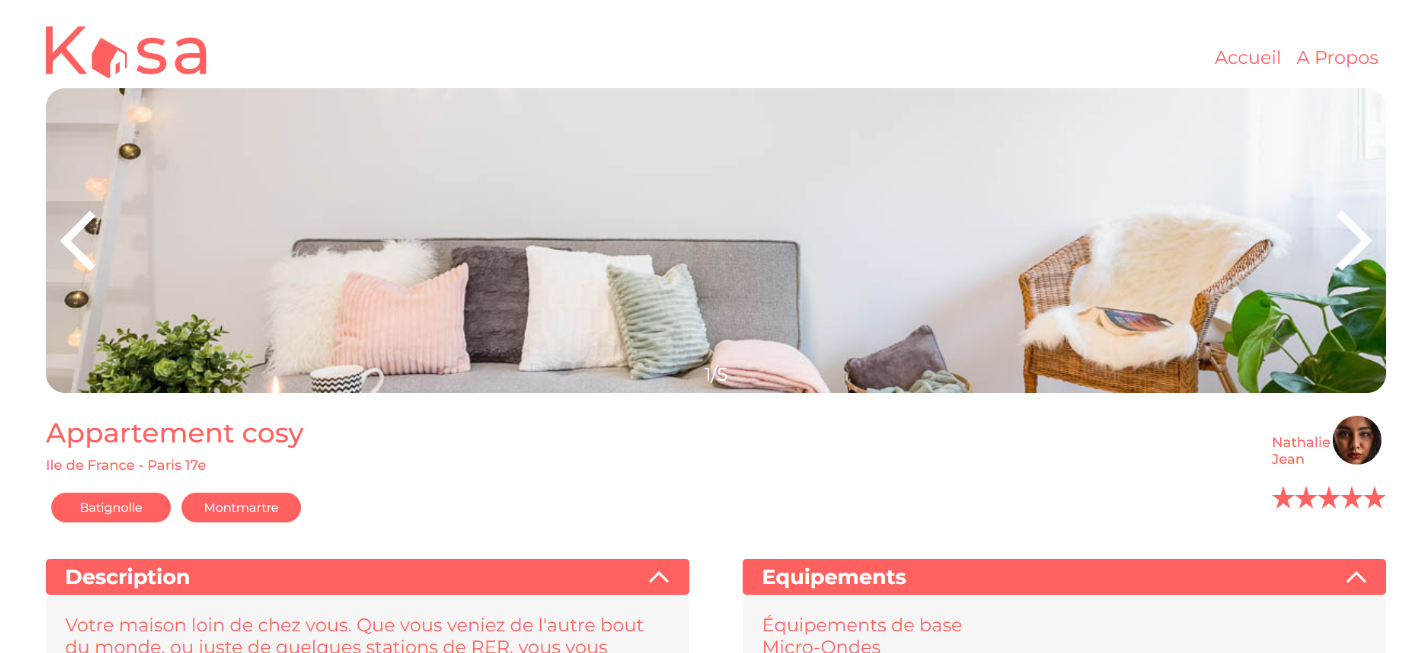 Kasa
Accueil A Propos
1/5
Appartement cosy
Ile de France - Paris 17e
Nathalie
Jean
Batignolle Montmartre
Description
Votre maison loin de chez vous. Que vous veniez de l'autre bout
du monde, ou juste de quelques stations de RER, vous vous
Equipements
Équipements de base
Micro-Ondes